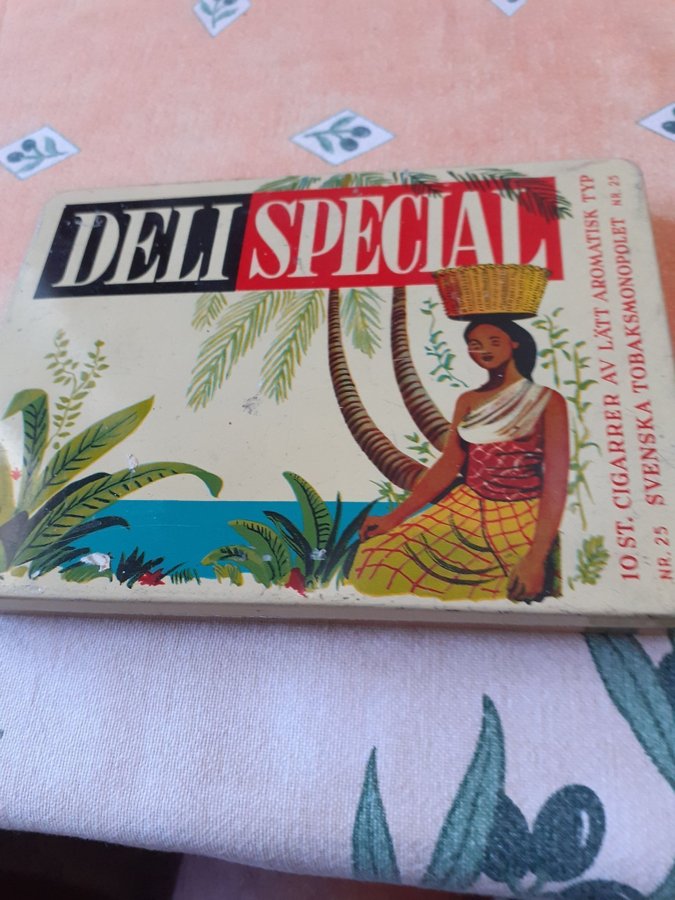 DELI SPECIAL
10 ST. CIGARRER AV LÄTT AROMATISK TYP
NR. 25 SVENSKA TOBAKSMONOPOLET NR. 25